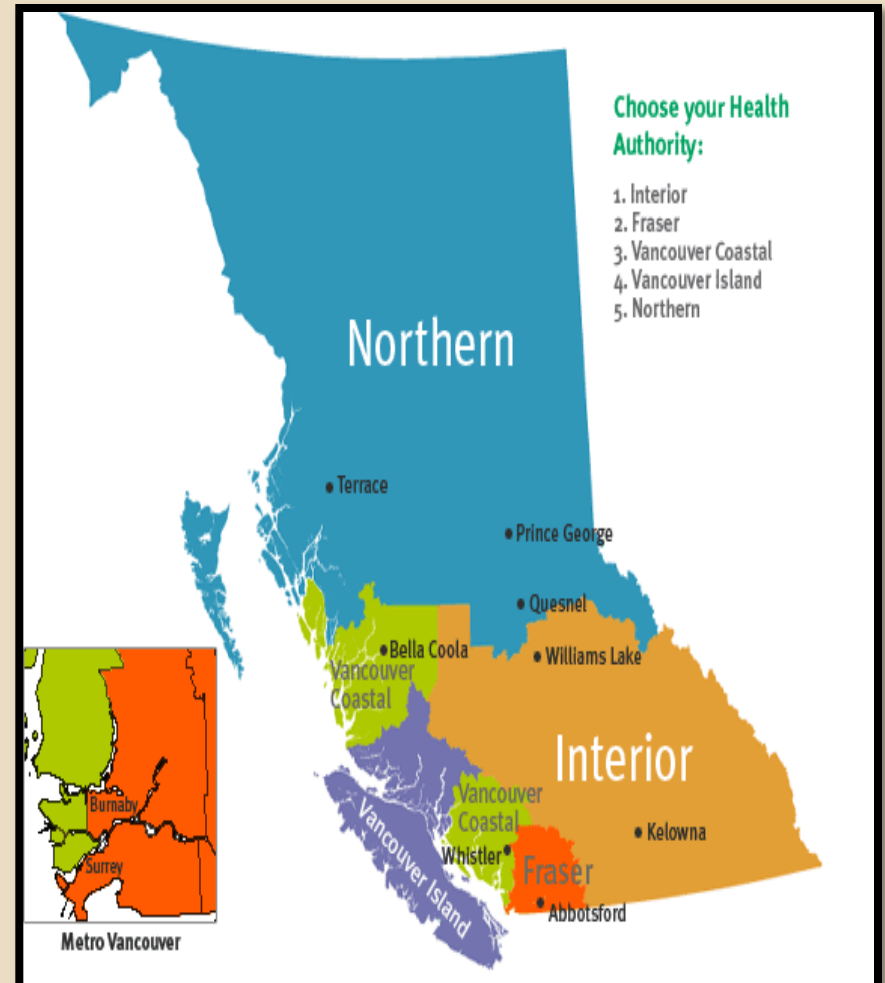 Choose your Health
Authority:
1. Interior
2. Fraser
3. Vancouver Coastal
4. Vancouver Island
5. Northern
Northern
Terrace
Prince George
Quesnel
Bella Coola
Williams Lake
Vancouver
Coastal
Interior
Vancouver
Coastal
Kelowna
Whistler
Fraser
Vancouver Island
Abbotsford
Burnaby
Surrey
Metro Vancouver